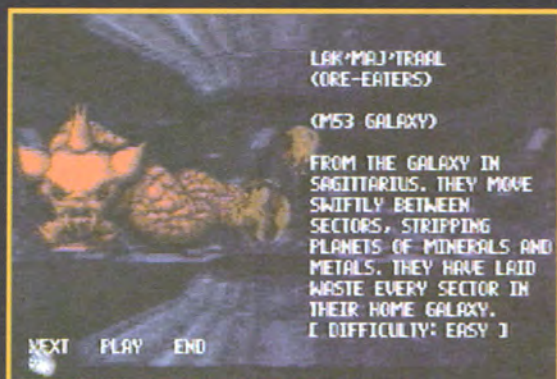 LAK'MAJ'TRAAL
(ORE-EATERS)
(M53 GALAXY)
FROM THE GALAXY IN
SAGITTARIUS. THEY MOVE
SWIFTLY BETWEEN
SECTORS, STRIPPING
PLANETS OF MINERALS AND
METALS. THEY HAVE LAID
WASTE EVERY SECTOR IN
THEIR HOME GALAXY.
[ DIFFICULTY: EASY ]
NEXT PLAY END